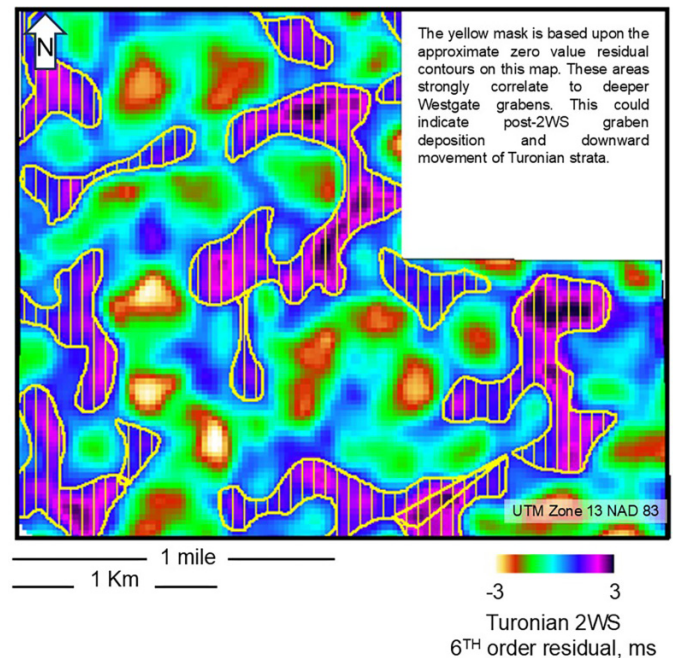 N
The yellow mask is based upon the
approximate zero value residual
contours on this map. These areas
strongly correlate to deeper
Westgate grabens. This could
indicate post-2WS graben
deposition and downward
movement of Turonian strata.
UTM Zone 13 NAD 83
1 mile
1 Km
-3 3
Turonian 2WS
6TH order residual, ms